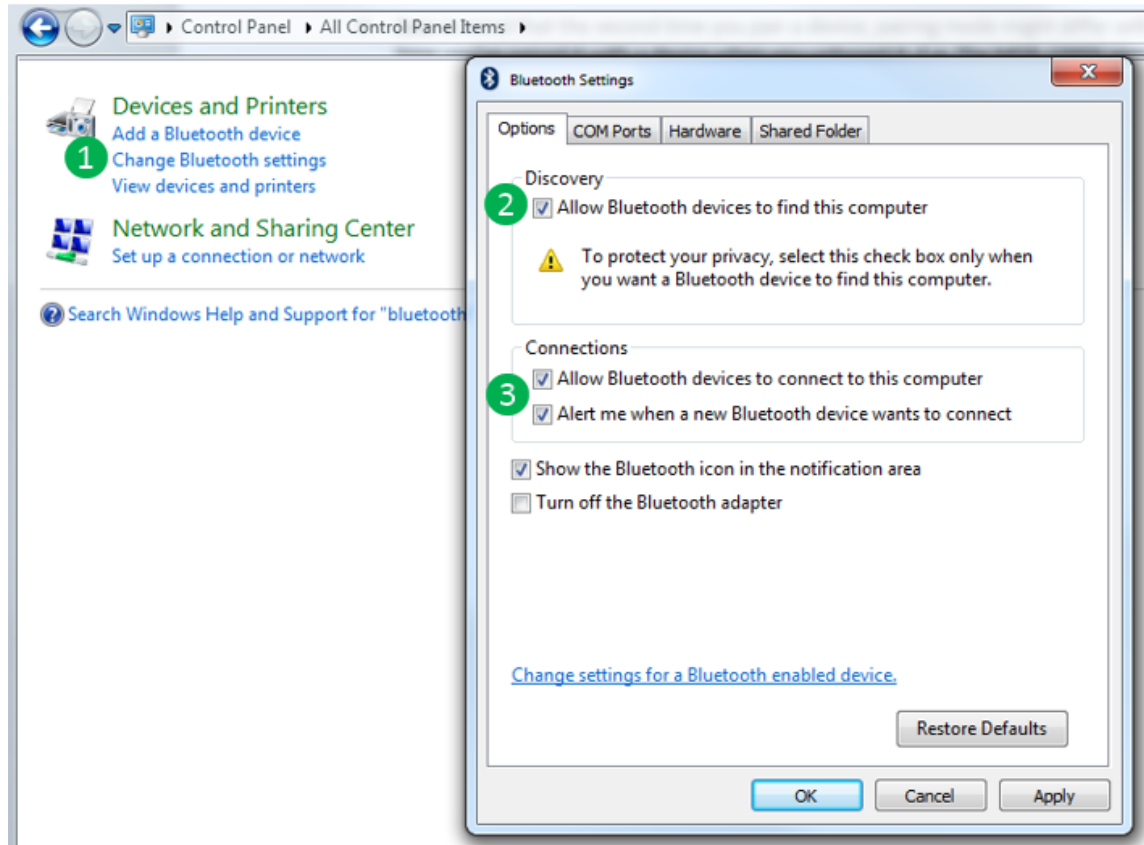 Control Panel
All Control Panel Items
Devices and Printers
Add a Bluetooth device
1
Change Bluetooth settings
View devices and printers
Network and Sharing Center
Set up a connection or network
Search Windows Help and Support for "bluetooth
Bluetooth Settings
Options COM Ports Hardware Shared Folder
Discovery
2
Allow Bluetooth devices to find this computer
To protect your privacy, select this check box only when
you want a Bluetooth device to find this computer.
Connections
3
Allow Bluetooth devices to connect to this computer
Alert me when a new Bluetooth device wants to connect
Show the Bluetooth icon in the notification area
Turn off the Bluetooth adapter
Change settings for a Bluetooth enabled device.
Restore Defaults
OK Cancel Apply